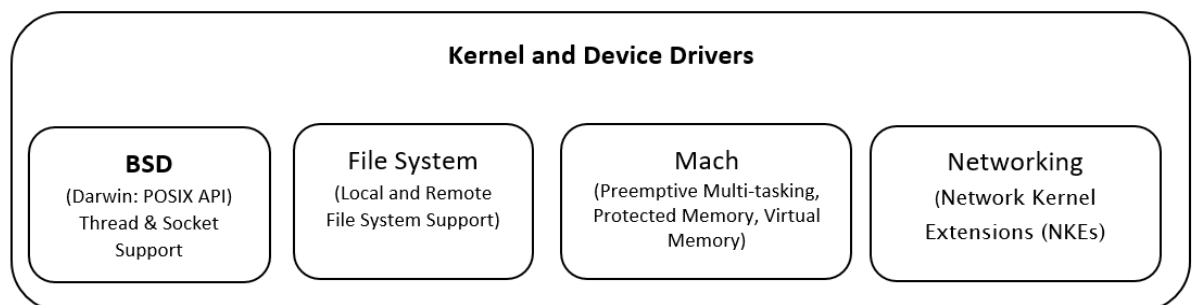 Kernel and Device Drivers
BSD
(Darwin: POSIX API)
Thread & Socket
Support
File System
(Local and Remote
File System Support)
Mach
(Preemptive Multi-tasking,
Protected Memory, Virtual
Memory)
Networking
(Network Kernel
Extensions (NKEs)